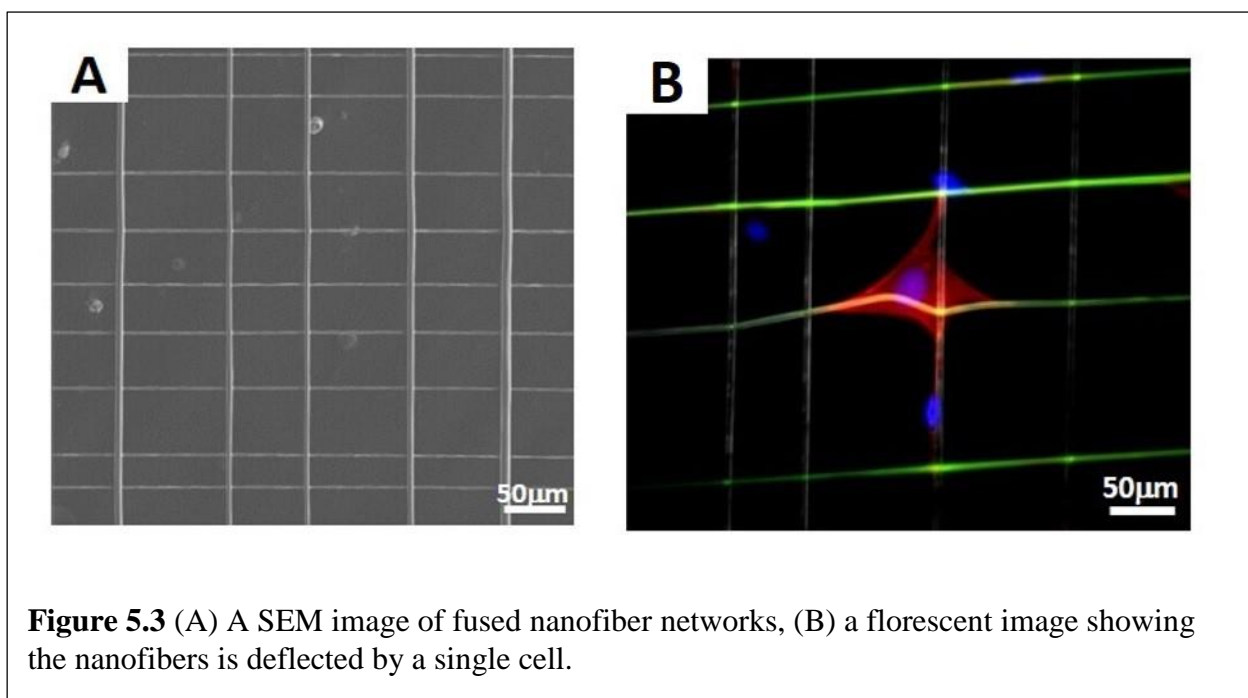 A
50μm
B
50μm
Figure 5.3 (A) A SEM image of fused nanofiber networks, (B) a florescent image showing
the nanofibers is deflected by a single cell.